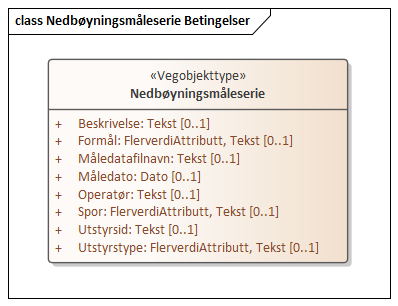 class Nedbøyningsmåleserie Betingelser
«Vegobjekttype»
Nedbøyningsmåleserie
+ Beskrivelse: Tekst [0..1]
+ Formål: FlerverdiAttributt, Tekst [0..1]
+ Måledatafilnavn: Tekst [0..1]
+ Måledato: Dato [0..1]
+ Operatør: Tekst [0..1]
+ Spor: FlerverdiAttributt, Tekst [0..1]
+ Utstyrsid: Tekst [0..1]
+ Utstyrstype: FlerverdiAttributt, Tekst [0..1]